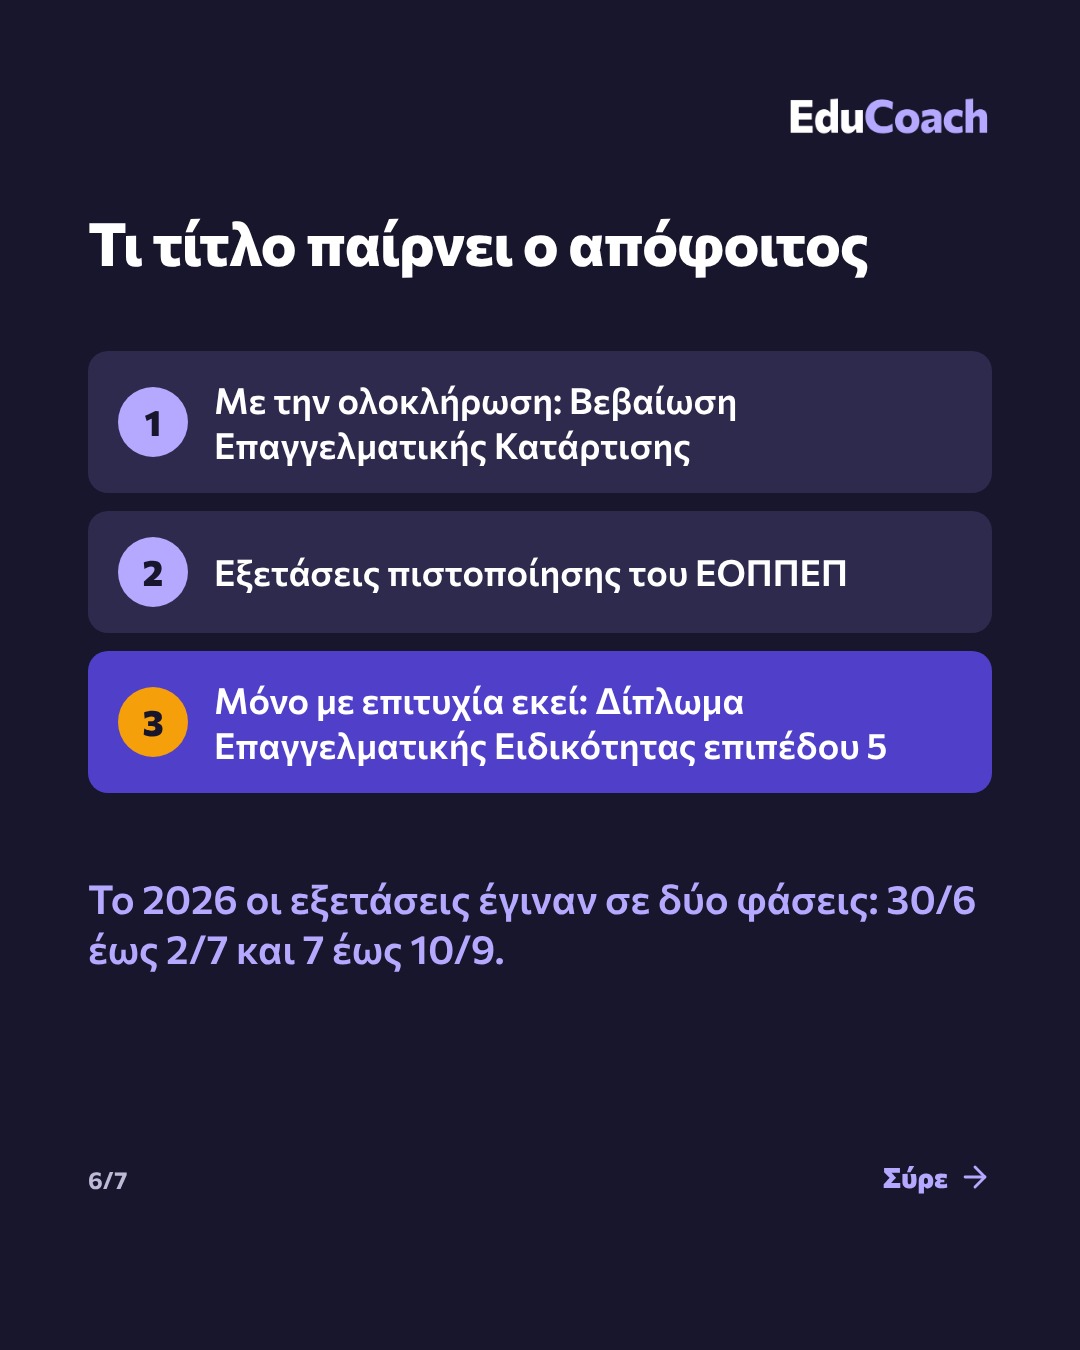 EduCoach
Τι τίτλο παίρνει ο απόφοιτος
1
Με την ολοκλήρωση: Βεβαίωση
Επαγγελματικής Κατάρτισης
2
Εξετάσεις πιστοποίησης του ΕΟΠΠΕΠ
3
Μόνο με επιτυχία εκεί: Δίπλωμα
Επαγγελματικής Ειδικότητας επιπέδου 5
Το 2026 οι εξετάσεις έγιναν σε δύο φάσεις: 30/6
έως 2/7 και 7 έως 10/9.
6/7
Σύρε →